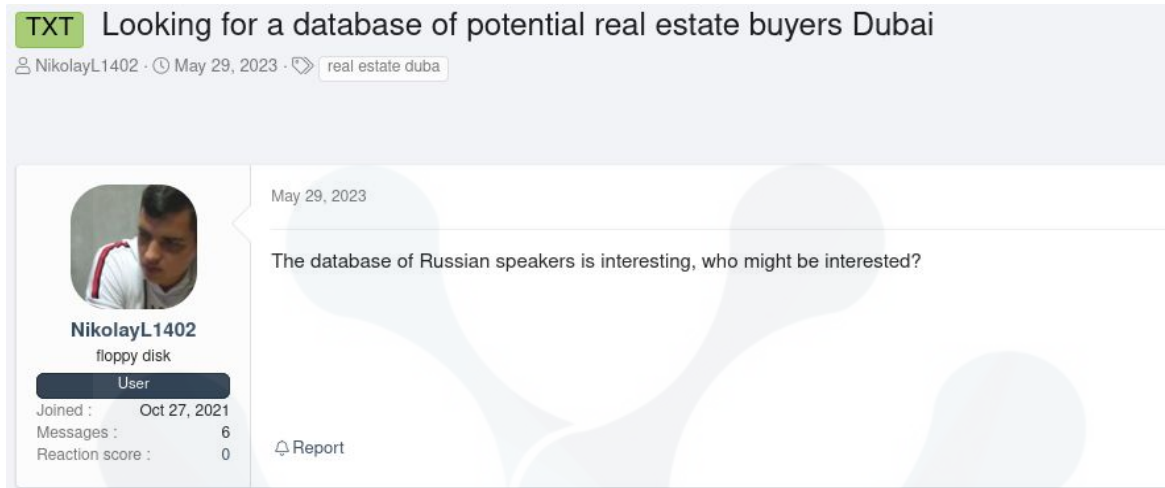 TXT Looking for a database of potential real estate buyers Dubai
NikolayL1402 · May 29, 2023 · real estate duba
May 29, 2023
The database of Russian speakers is interesting, who might be interested?
NikolayL1402
floppy disk
User
Joined : Oct 27, 2021
Messages : 6
Reaction score : 0
Report